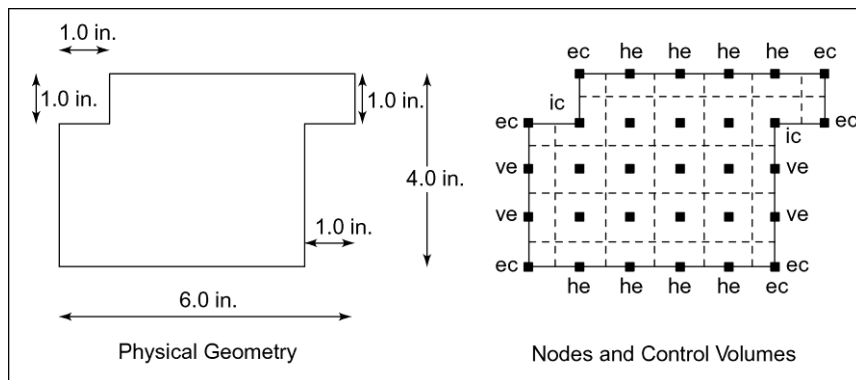 1.0 in.
1.0 in.
1.0 in.
4.0 in.
1.0 in.
6.0 in.
Physical Geometry
ec he he he he ec
ic
ec ic ec
ve ve
ve ve
ec ec
he he he he ec
Nodes and Control Volumes